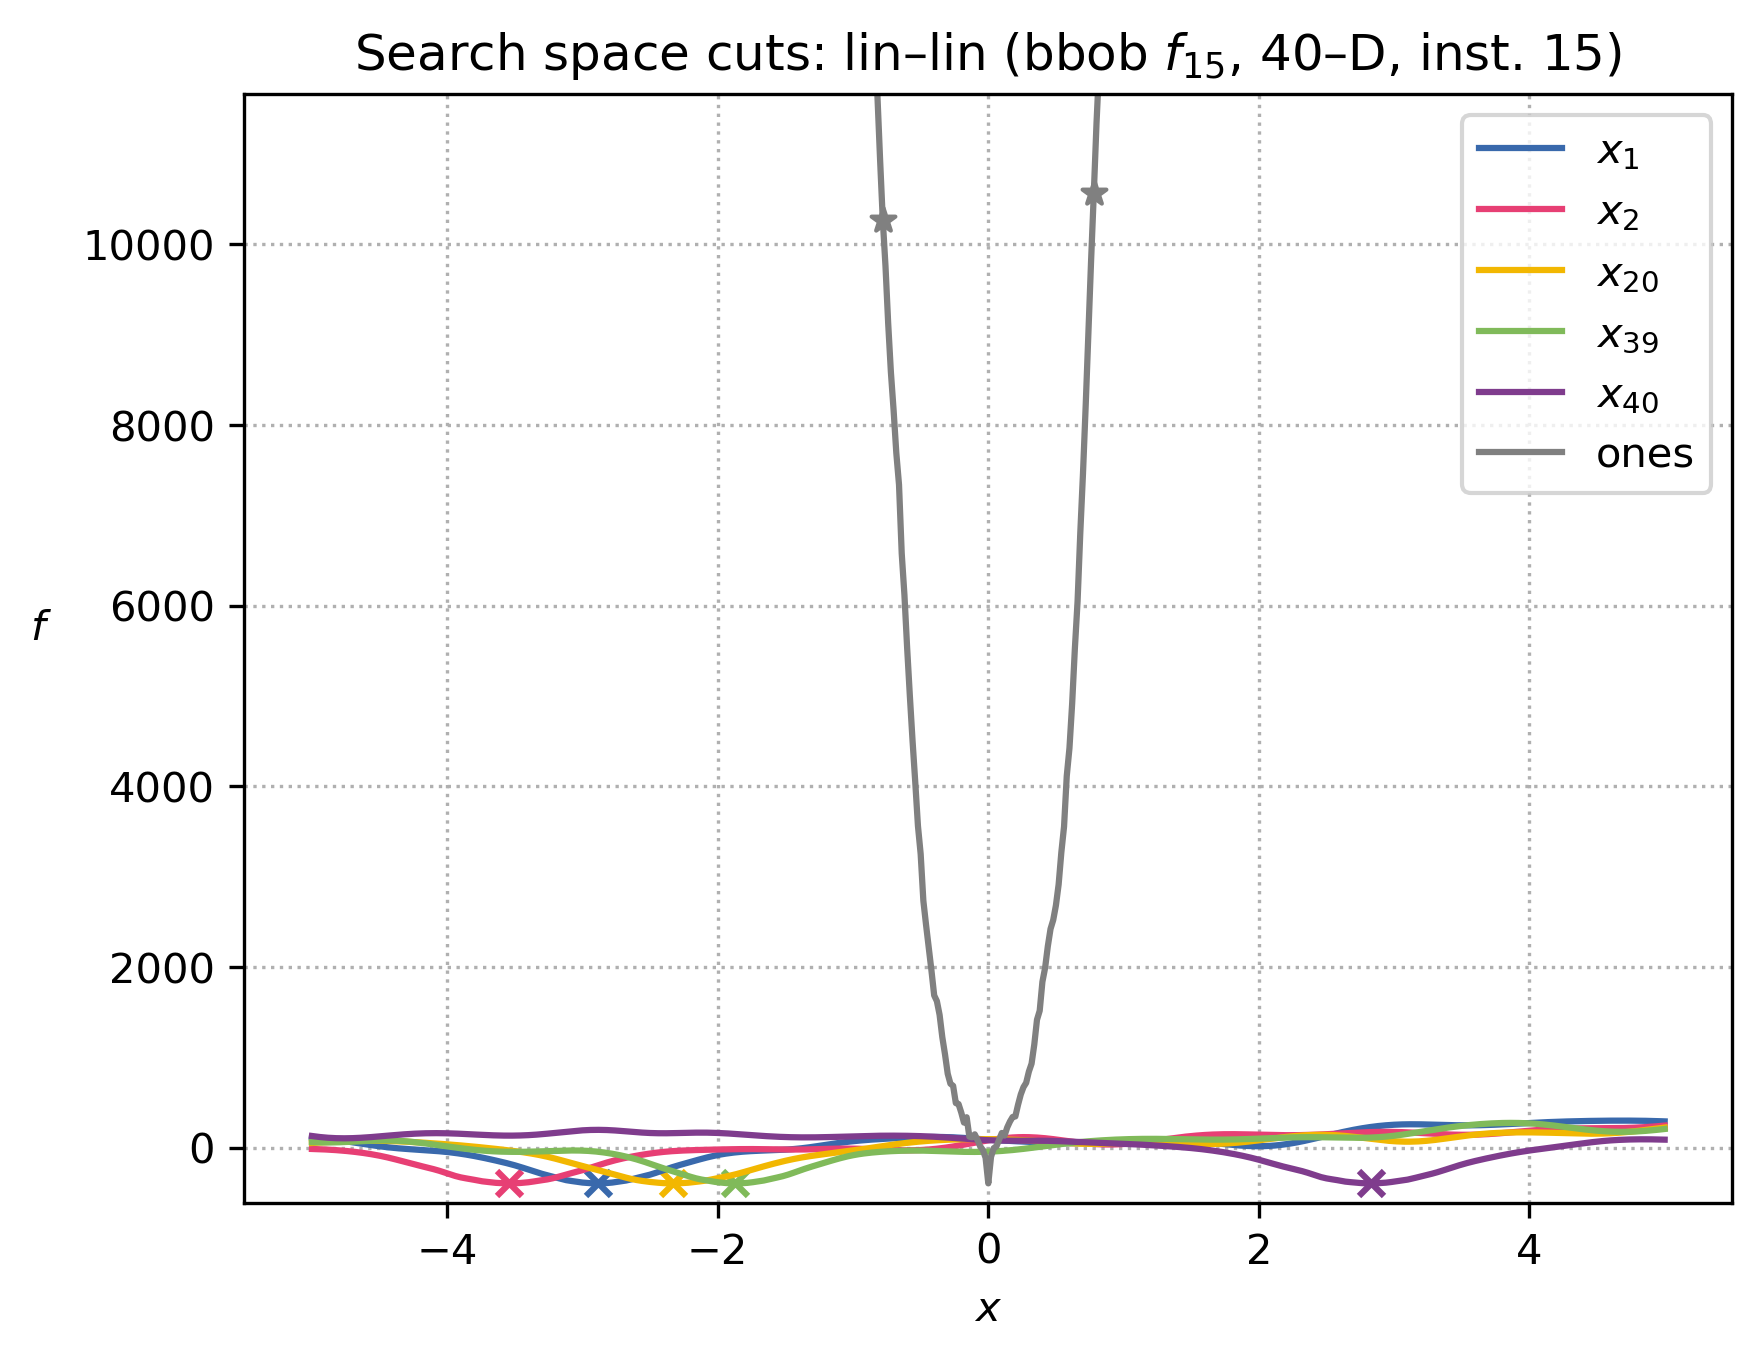 Search space cuts: lin–lin (bbob f₁₅, 40–D, inst. 15)
x₁
x₂
x₂₀
x₃₉
x₄₀
ones
10000
8000
6000
4000
2000
0
f
−4
−2
0
2
4
x